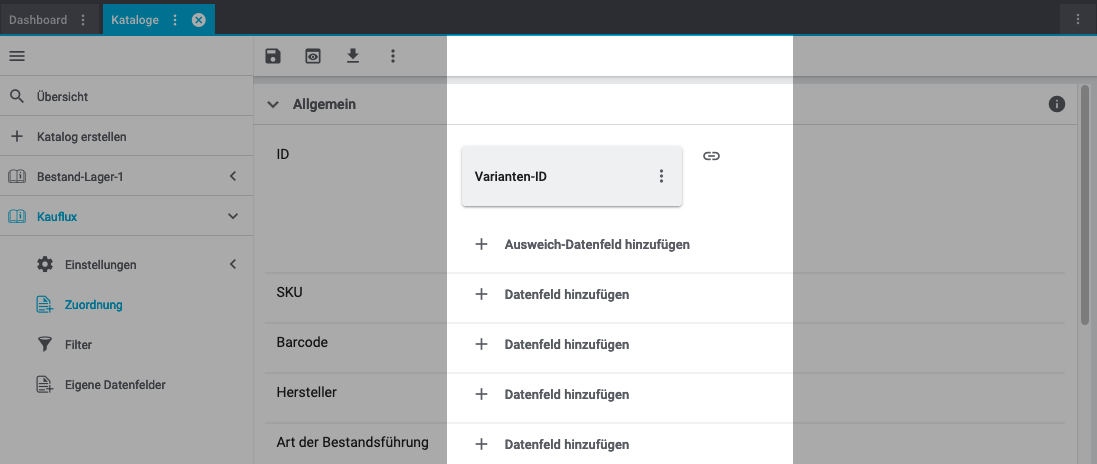 Dashboard
Kataloge
Übersicht
Katalog erstellen
Bestand-Lager-1
Kauflux
Einstellungen
Zuordnung
Filter
Eigene Datenfelder
Allgemein
ID
Varianten-ID
Ausweich-Datenfeld hinzufügen
SKU
Datenfeld hinzufügen
Barcode
Datenfeld hinzufügen
Hersteller
Datenfeld hinzufügen
Art der Bestandsführung
Datenfeld hinzufügen